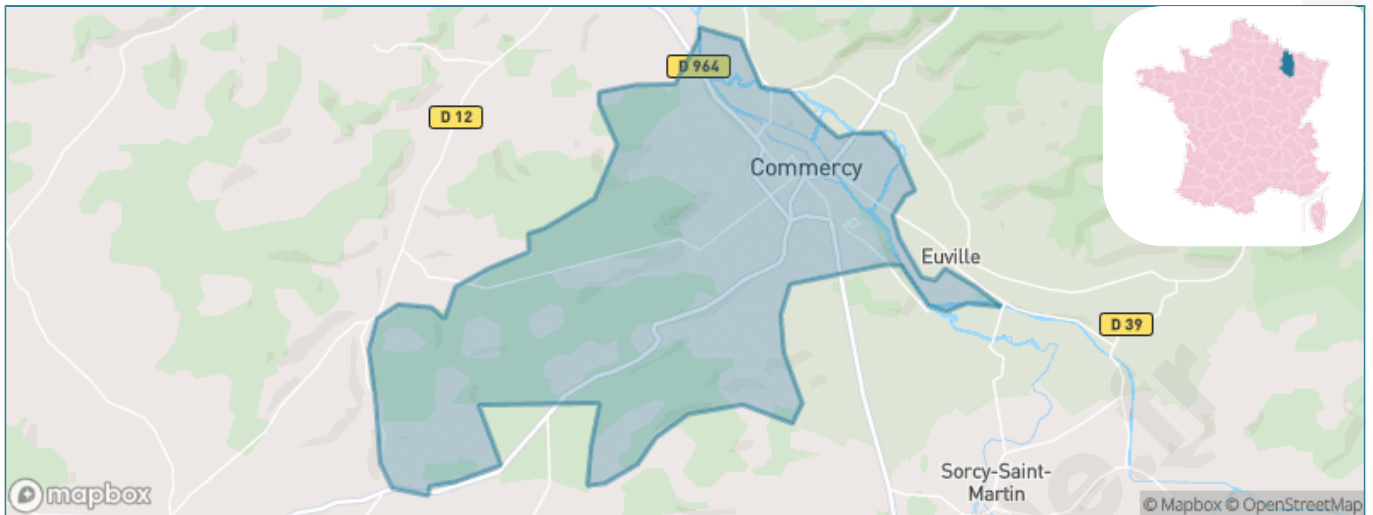 D 964
D 12
Commercy
Euville
D 39
Sorcy-Saint-
Martin
mapbox
© Mapbox © OpenStreetMap